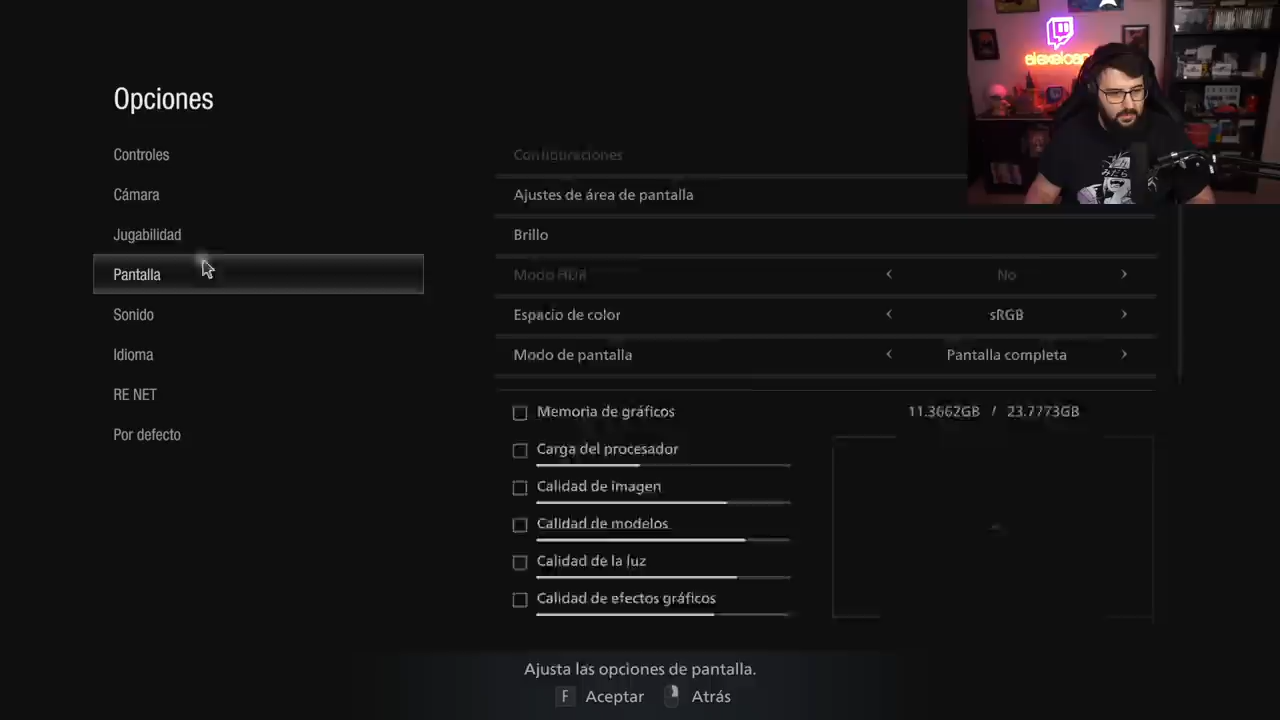 Opciones
Controles
Cámara
Jugabilidad
Pantalla
Sonido
Idioma
RE NET
Por defecto
Configuraciones
Ajustes de área de pantalla
Brillo
Modo HDR No
Espacio de color sRGB
Modo de pantalla Pantalla completa
Memoria de gráficos 11.3662GB / 23.7773GB
Carga del procesador
Calidad de imagen
Calidad de modelos
Calidad de la luz
Calidad de efectos gráficos
Ajusta las opciones de pantalla.
F Aceptar Atrás